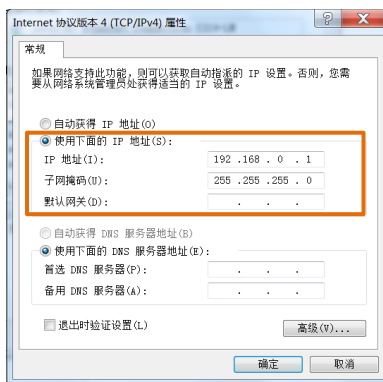 Internet 协议版本 4 (TCP/IPv4) 属性
常规
如果网络支持此功能，则可以获取自动指派的 IP 设置。否则，您需
要从网络系统管理员处获得适当的 IP 设置。
自动获得 IP 地址(O)
使用下面的 IP 地址(S):
IP 地址(I): 192 .168 . 0 . 1
子网掩码(U): 255 .255 .255 . 0
默认网关(D): . . .
自动获得 DNS 服务器地址(B)
使用下面的 DNS 服务器地址(E):
首选 DNS 服务器(P): . . .
备用 DNS 服务器(A): . . .
退出时验证设置(L)
高级(V)...
确定 取消